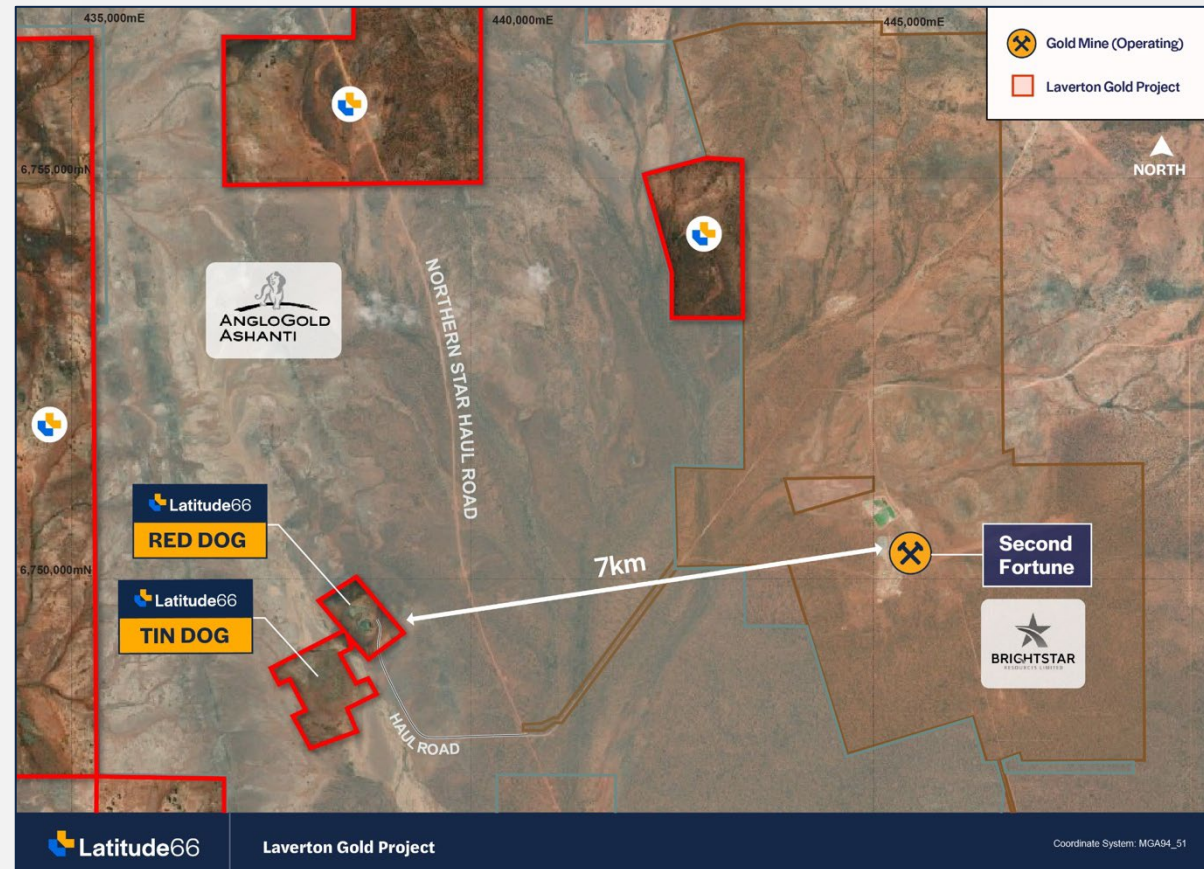 435,000mE
440,000mE
445,000mE
Gold Mine (Operating)
Laverton Gold Project
NORTH
6,755,000mN
ANGLOGOLD
ASHANTI
NORTHERN STAR HAUL ROAD
Latitude66
RED DOG
6,750,000mN
7km
Second
Fortune
Latitude66
TIN DOG
BRIGHTSTAR
RESOURCES LIMITED
HAUL ROAD
Latitude66
Laverton Gold Project
Coordinate System: MGA94_51